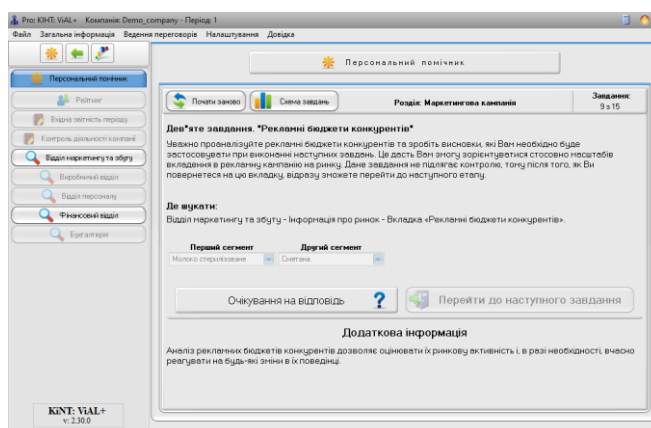 Pro: КІНТ: ViAL+   Компанія: Demo_company - Період: 1
Файл   Загальна інформація   Ведення переговорів   Налаштування   Довідка
Персональний помічник
Персональний помічник
Рейтинг
Вхідна звітність періоду
Контроль діяльності компанії
Відділ маркетингу та збуту
Виробничий відділ
Відділ персоналу
Фінансовий відділ
Бухгалтерія
Почати заново
Схема завдань
Розділ: Маркетингова кампанія
Завдання:
9 з 15
Дев"яте завдання. "Рекламні бюджети конкурентів"
Уважно проаналізуйте рекламні бюджети конкурентів та зробіть висновки, які Вам необхідно буде
застосовувати при виконанні наступних завдань. Це дасть Вам змогу зорієнтуватися стосовно масштабів
вкладення в рекламну кампанію на ринку. Дане завдання не підлягає контролю, тому після того, як Ви
повернетеся на цю вкладку, відразу зможете перейти до наступного етапу.
Де шукати:
Відділ маркетингу та збуту - Інформація про ринок - Вкладка «Рекламні бюджети конкурентів».
Перший сегмент   Другий сегмент
Молоко стерилізоване   Сметана
Очікування на відповідь ?
Перейти до наступного завдання
Додаткова інформація
Аналіз рекламних бюджетів конкурентів дозволяє оцінювати їх ринкову активність і, в разі необхідності, вчасно
реагувати на будь-які зміни в їх поведінці.
KiNT: ViAL+
v: 2.30.0